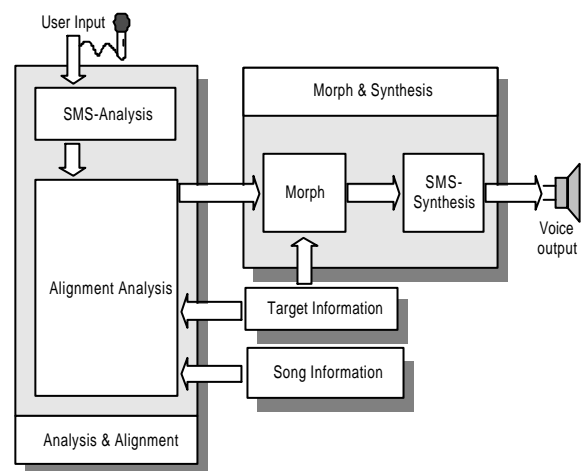 User Input
SMS-Analysis
Alignment Analysis
Analysis & Alignment
Morph & Synthesis
Morph
SMS-
Synthesis
Voice
output
Target Information
Song Information